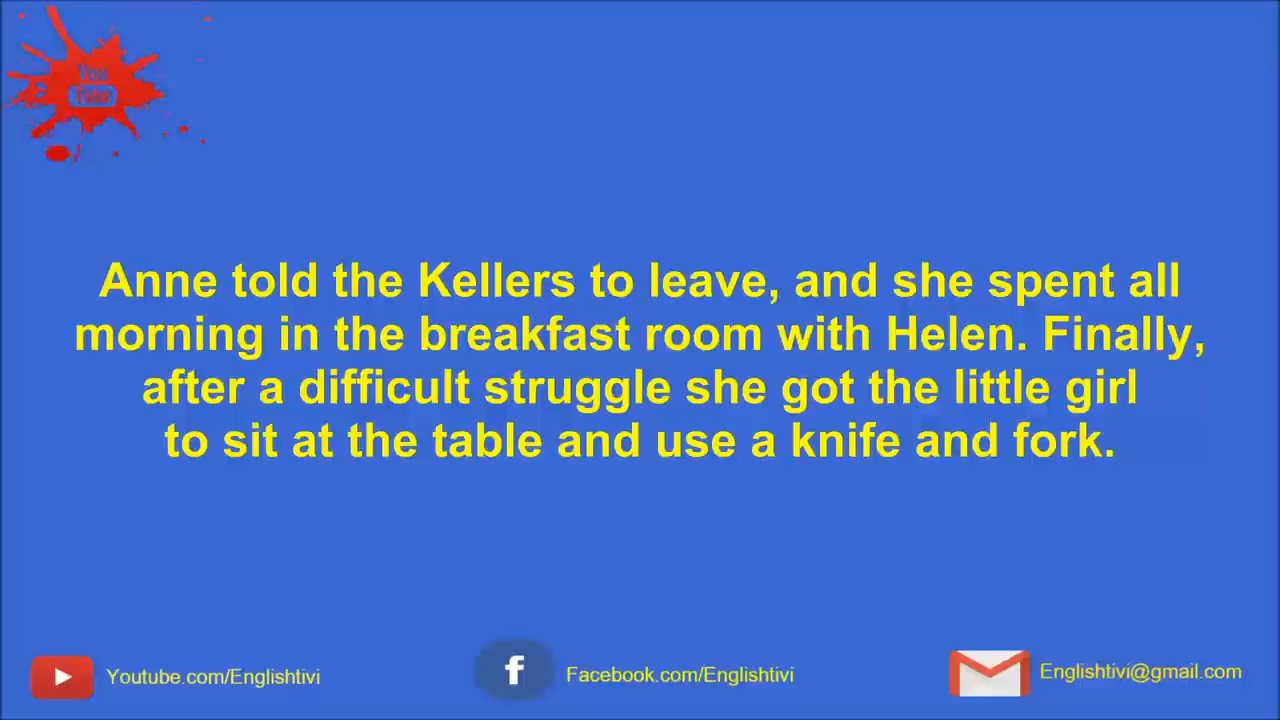 You
Tube
Anne told the Kellers to leave, and she spent all
morning in the breakfast room with Helen. Finally,
after a difficult struggle she got the little girl
to sit at the table and use a knife and fork.
Youtube.com/Englishtivi
f
Facebook.com/Englishtivi
Englishtivi@gmail.com